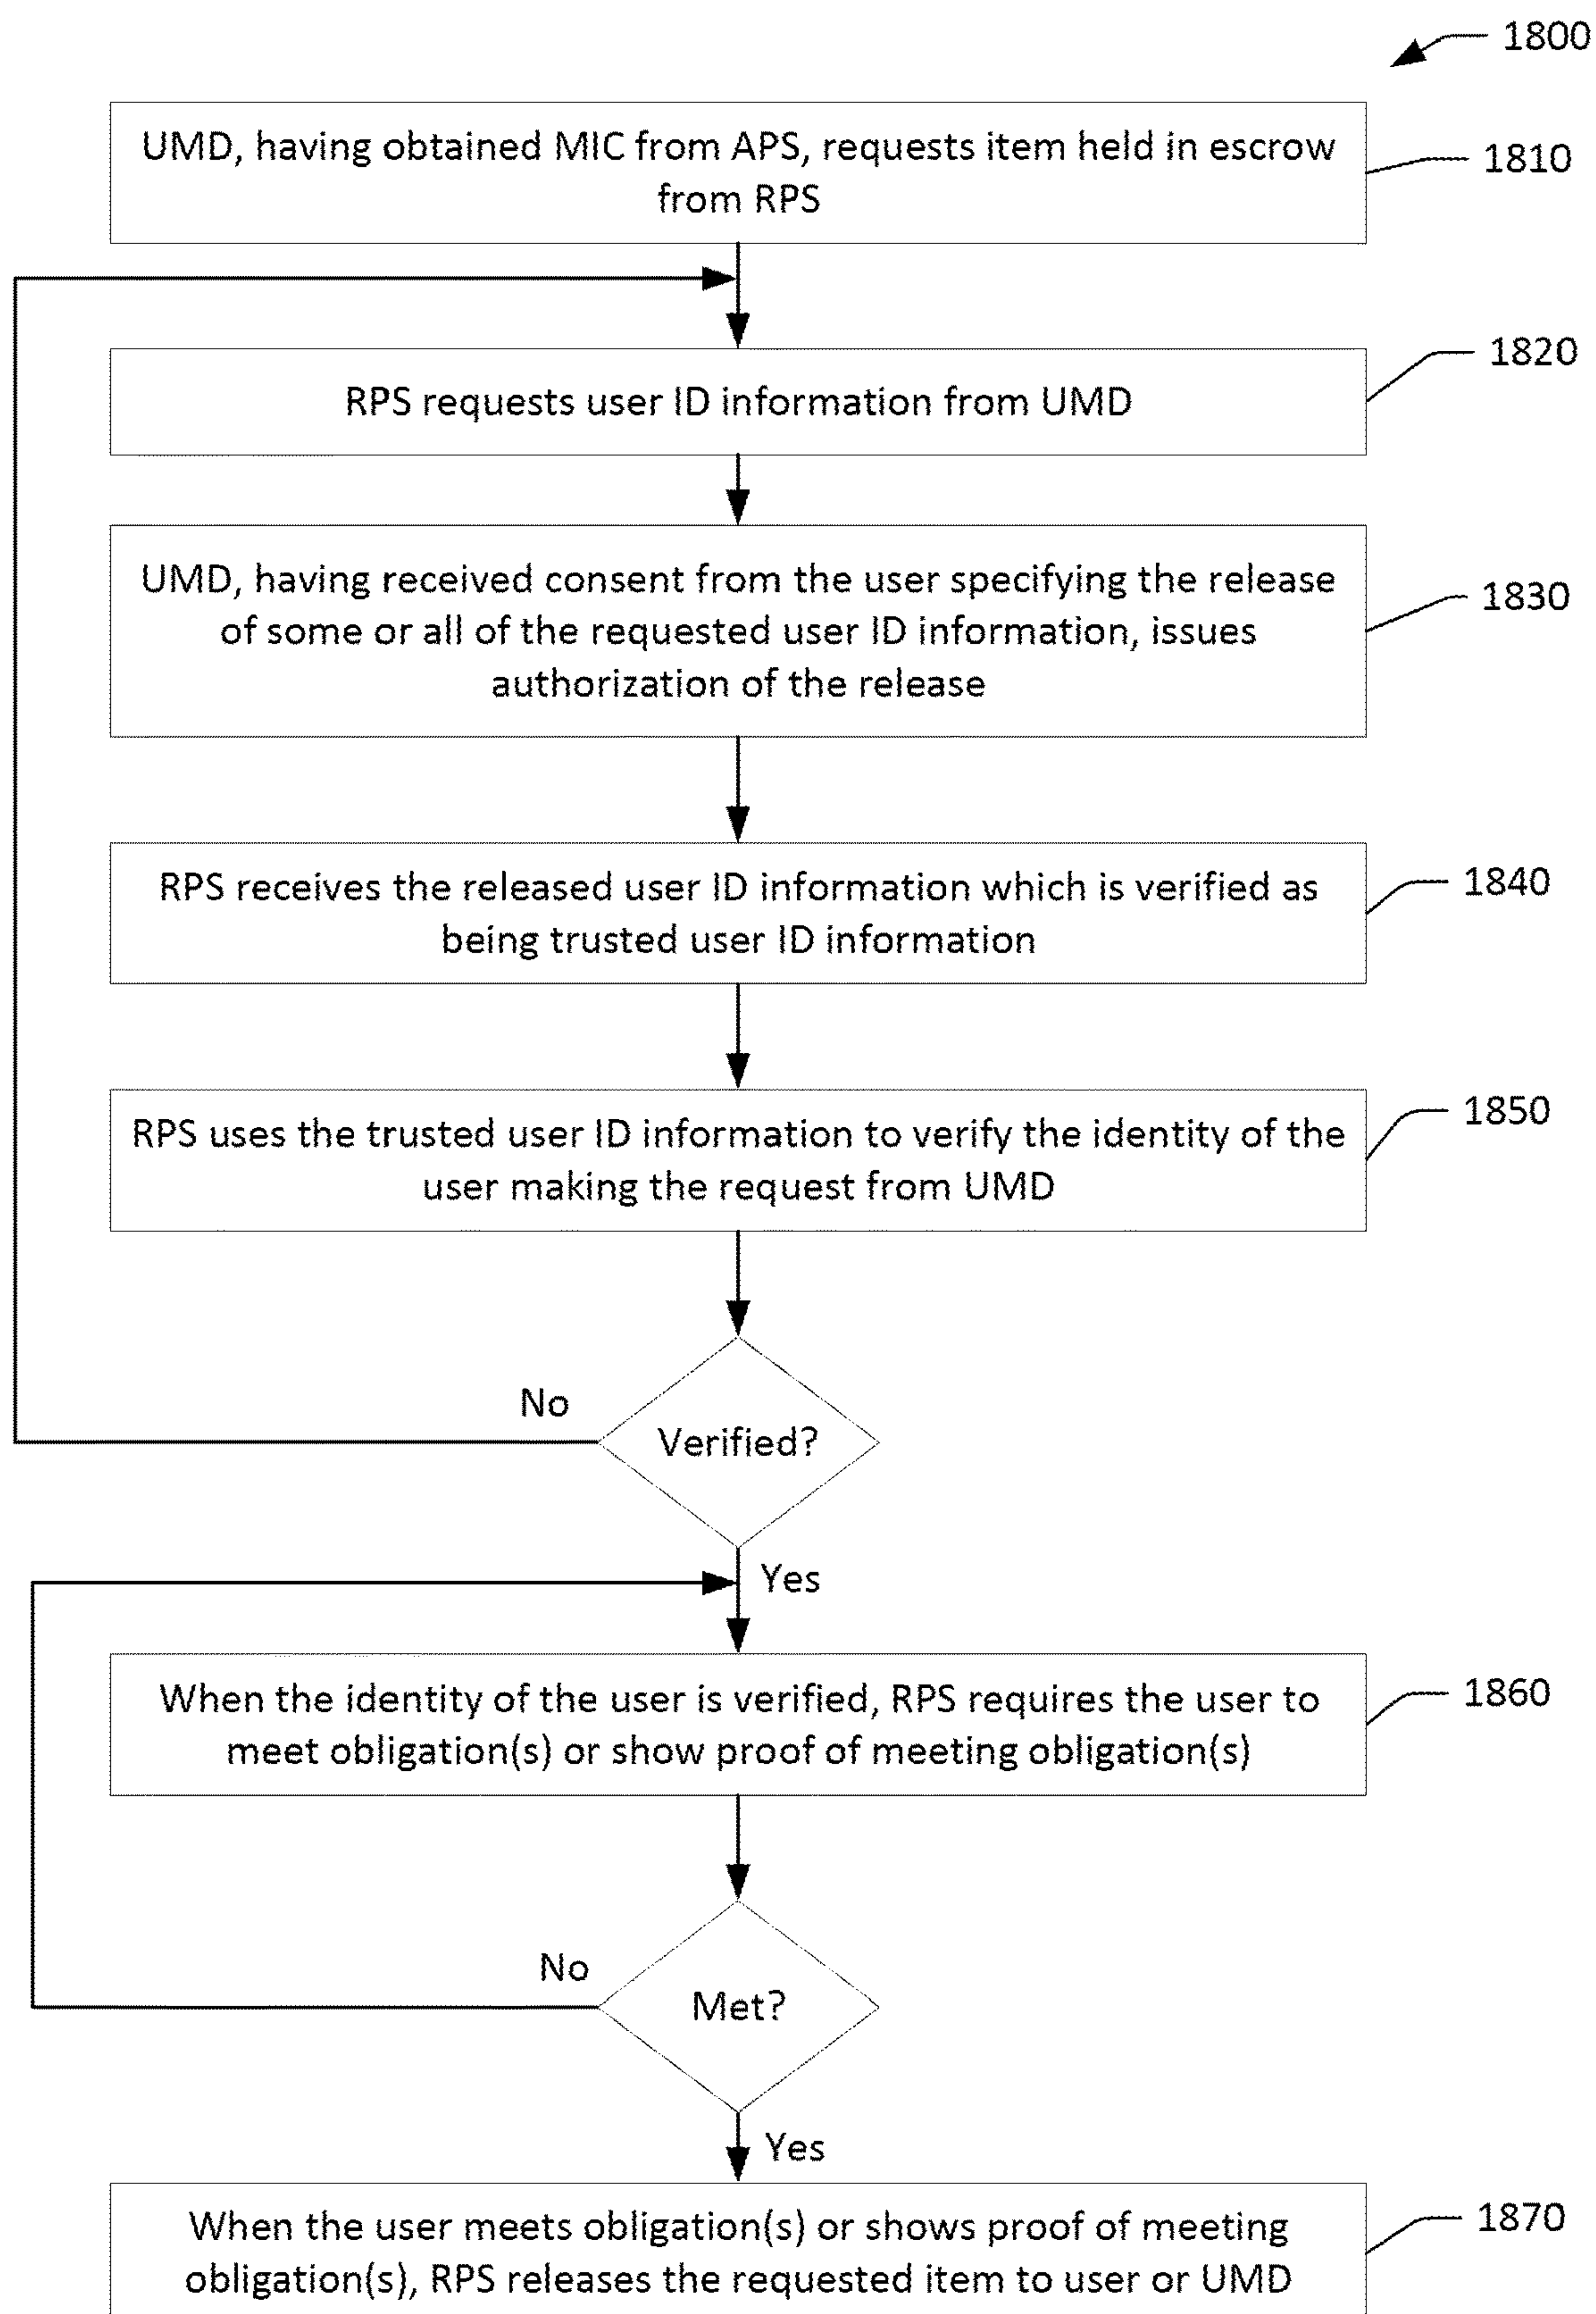 1800
UMD, having obtained MIC from APS, requests item held in escrow
from RPS
1810
RPS requests user ID information from UMD
1820
UMD, having received consent from the user specifying the release
of some or all of the requested user ID information, issues
authorization of the release
1830
RPS receives the released user ID information which is verified as
being trusted user ID information
1840
RPS uses the trusted user ID information to verify the identity of the
user making the request from UMD
1850
No
Verified?
Yes
When the identity of the user is verified, RPS requires the user to
meet obligation(s) or show proof of meeting obligation(s)
1860
No
Met?
Yes
When the user meets obligation(s) or shows proof of meeting
obligation(s), RPS releases the requested item to user or UMD
1870